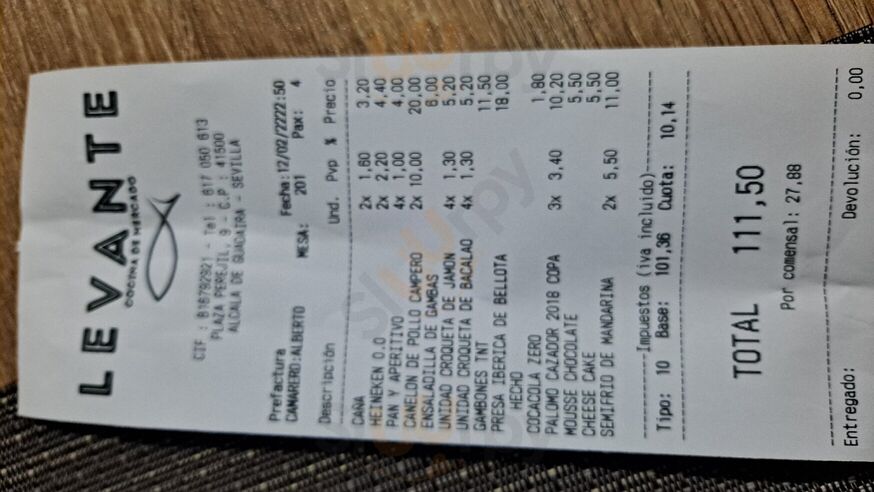 LEVANTE
COCINA DE MERCADO
CIF : B16792921 - Tel : 617 050 613
PLAZA PEREJIL, 9 - C.P : 41500
ALCALA DE GUADAIRA - SEVILLA
Prefactura Fecha:12/02/2222:50
CAMARERO:ALBERTO MESA: 201 Pax: 4
Descripción Und. Pvp % Precio
CAÑA 2x 1,60 3,20
HEINEKEN 0.0 2x 2,20 4,40
PAN Y APERITIVO 4x 1,00 4,00
CANELON DE POLLO CAMPERO 2x 10,00 20,00
ENSALADILLA DE GAMBAS 6,00
UNIDAD CROQUETA DE JAMON 4x 1,30 5,20
UNIDAD CROQUETA DE BACALAO 4x 1,30 5,20
GAMBONES TNT 11,50
PRESA IBERICA DE BELLOTA 18,00
HECHO
COCACOLA ZERO 1,80
PALOMO CAZADOR 2018 COPA 3x 3,40 10,20
MOUSSE CHOCOLATE 5,50
CHEESE CAKE 5,50
SEMIFRIO DE MANDARINA 2x 5,50 11,00
Impuestos (iva incluido)
Tipo: 10 Base: 101,36 Cuota: 10,14
TOTAL 111,50
Por comensal: 27,88
Entregado: Devolución: 0,00